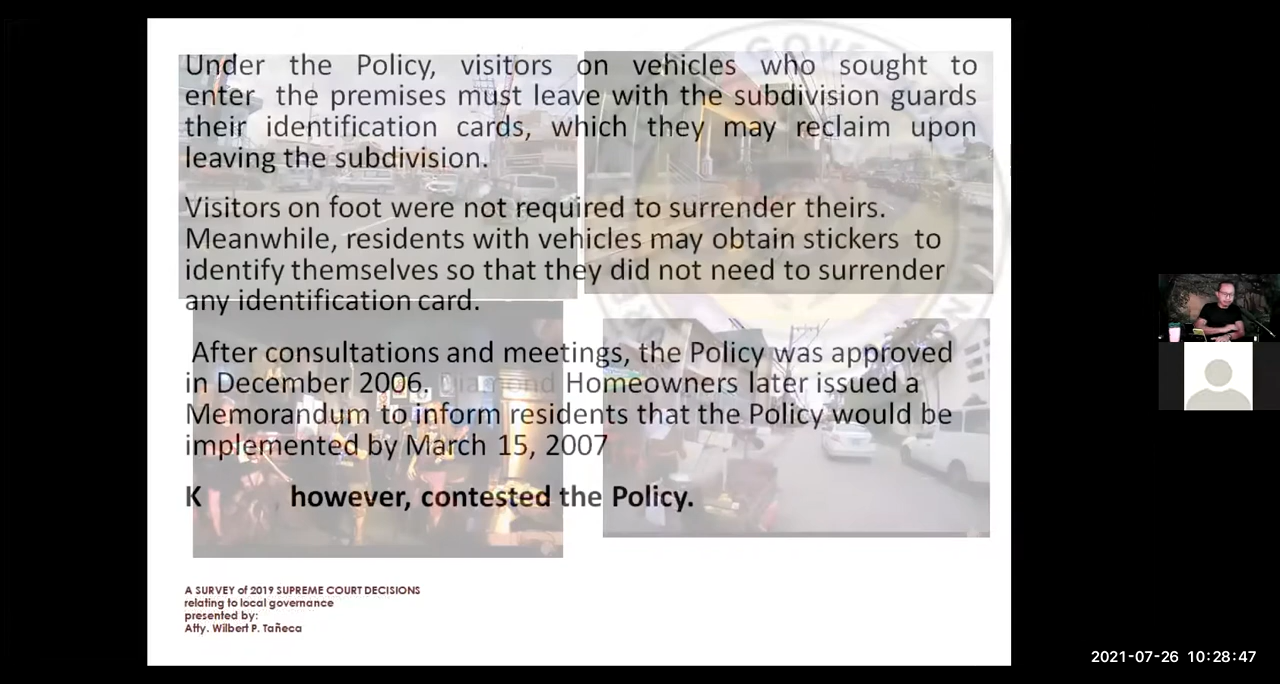 Under the Policy, visitors on vehicles who sought to
enter the premises must leave with the subdivision guards
their identification cards, which they may reclaim upon
leaving the subdivision.
Visitors on foot were not required to surrender theirs.
Meanwhile, residents with vehicles may obtain stickers to
identify themselves so that they did not need to surrender
any identification card.
After consultations and meetings, the Policy was approved
in December 2006. Diamond Homeowners later issued a
Memorandum to inform residents that the Policy would be
implemented by March 15, 2007
K however, contested the Policy.
A SURVEY of 2019 SUPREME COURT DECISIONS
relating to local governance
presented by:
Atty. Wilbert P. Tañeca
2021-07-26 10:28:47